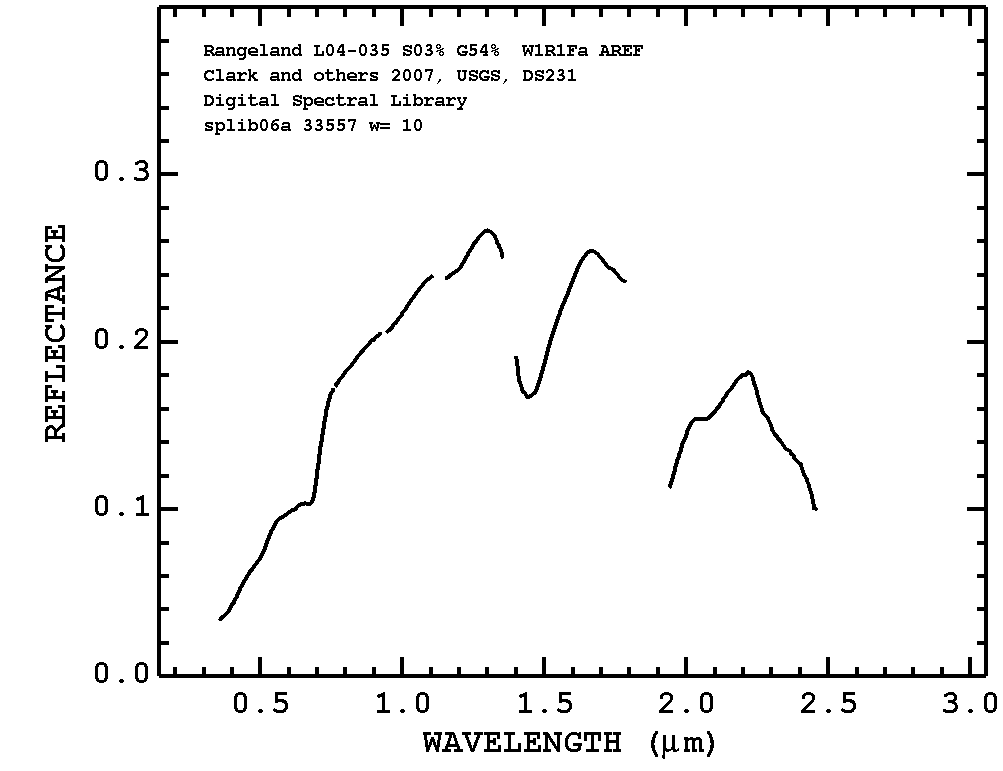 Rangeland L04-035 S03% G54%  W1R1Fa AREF
Clark and others 2007, USGS, DS231
Digital Spectral Library
splib06a 33557 w= 10
0.3
0.2
0.1
0.0
REFLECTANCE
0.5 1.0 1.5 2.0 2.5 3.0
WAVELENGTH (μm)